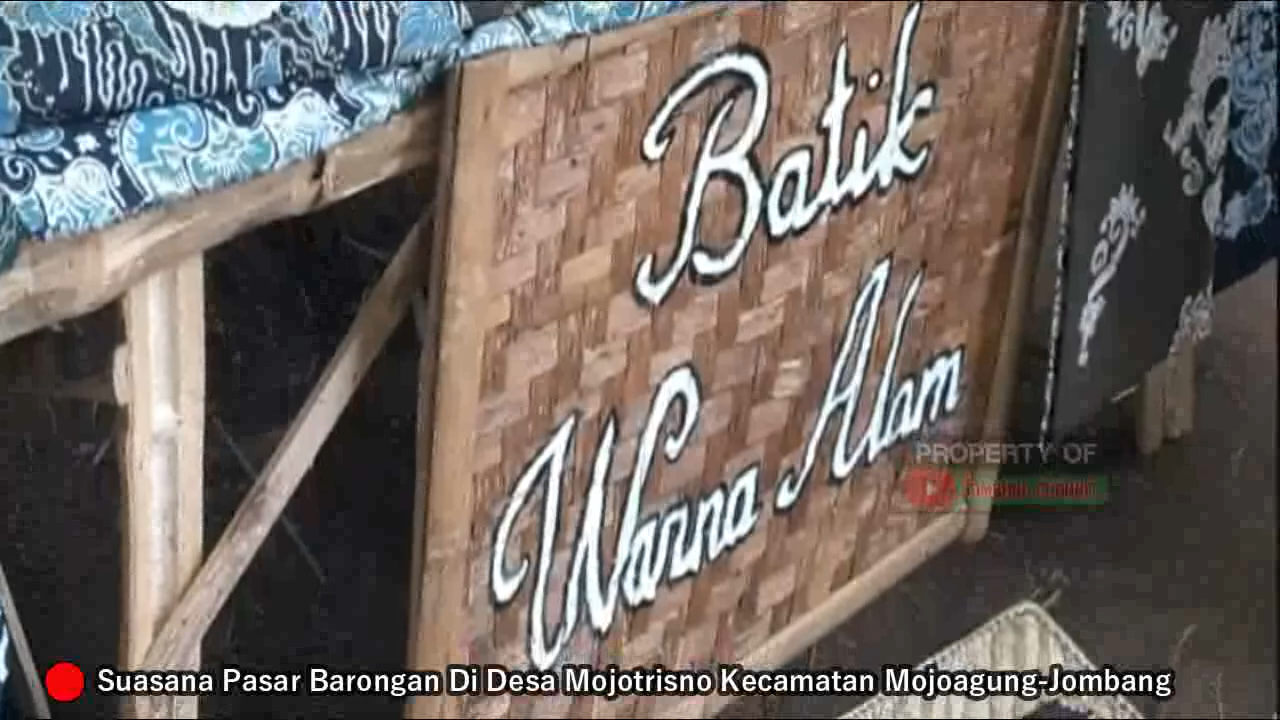 Batik
Warna Alam
PROPERTY OF
Suasana Pasar Barongan Di Desa Mojotrisno Kecamatan Mojoagung-Jombang